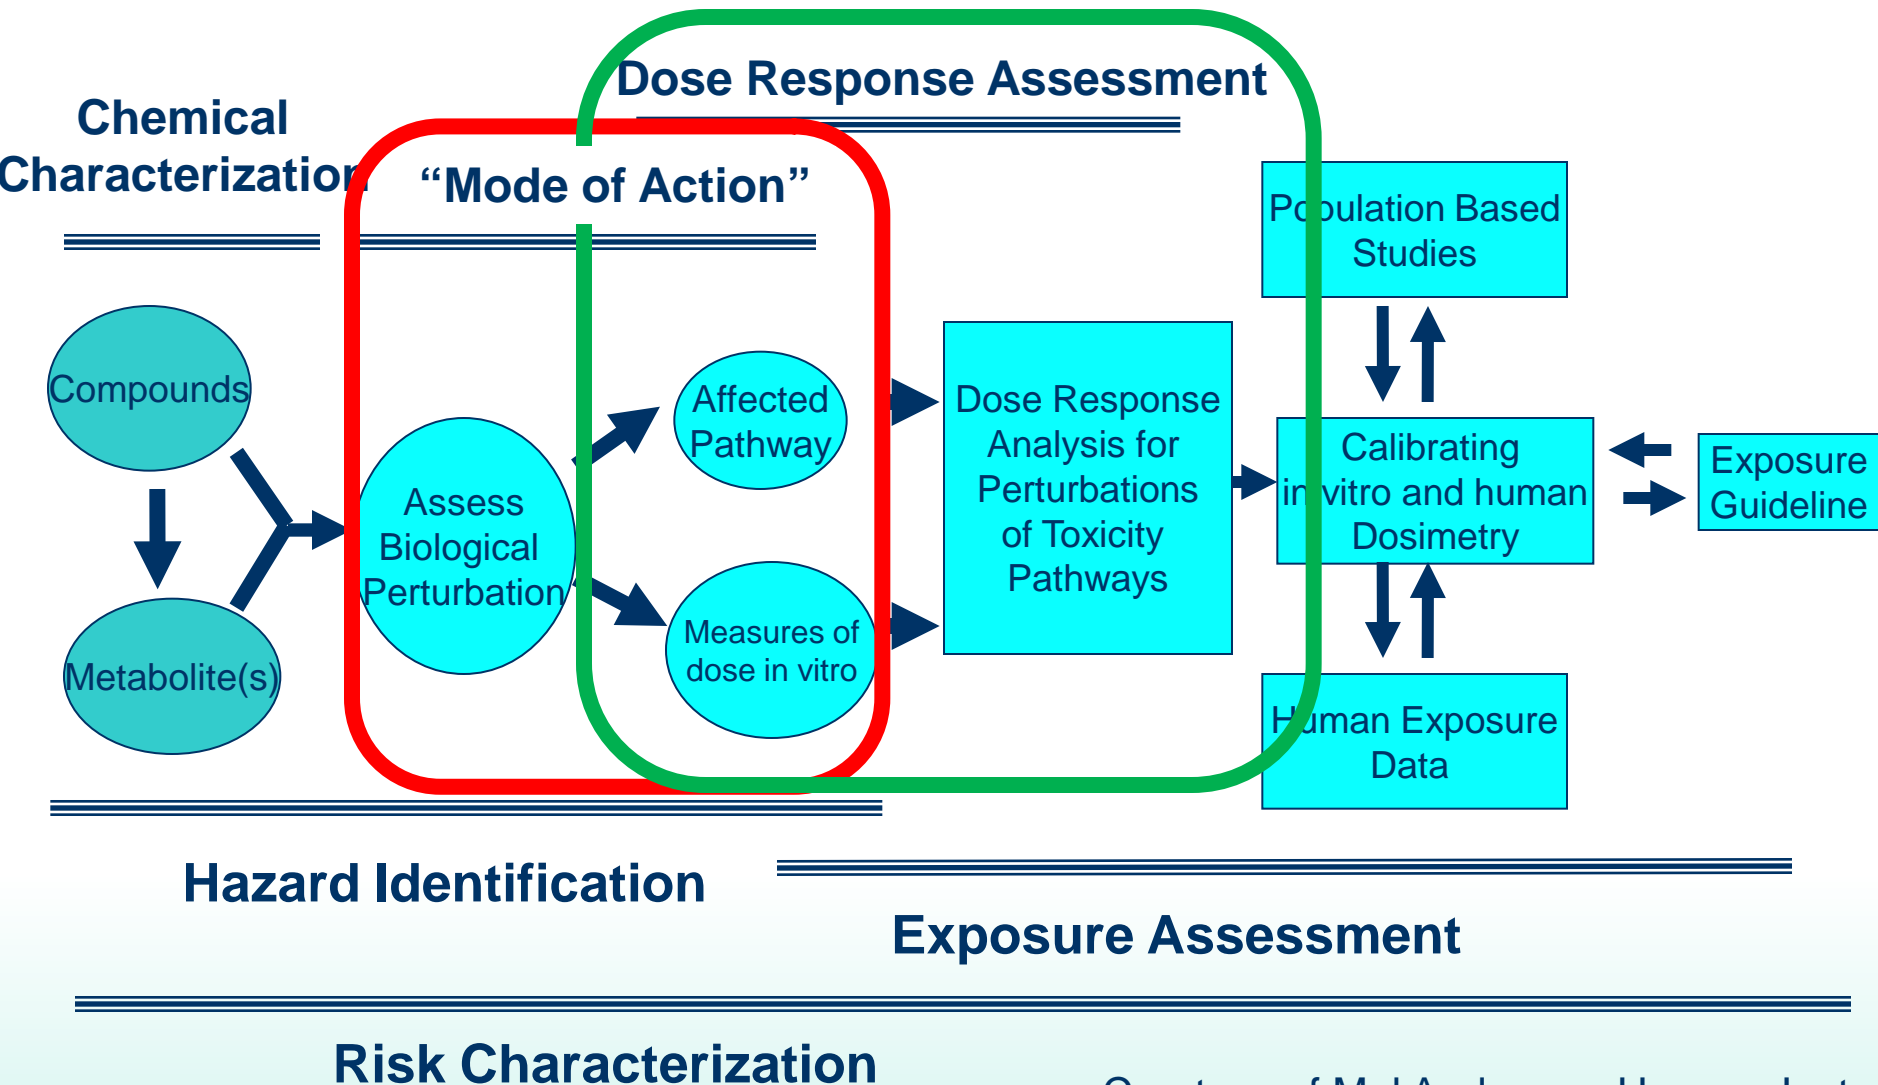 Dose Response Assessment
Chemical
Characterization
“Mode of Action”
Population Based
Studies
Compounds
Affected
Pathway
Dose Response
Analysis for
Perturbations
of Toxicity
Pathways
Calibrating
in vitro and human
Dosimetry
Exposure
Guideline
Assess
Biological
Perturbation
Metabolite(s)
Measures of
dose in vitro
Human Exposure
Data
Hazard Identification
Exposure Assessment
Risk Characterization